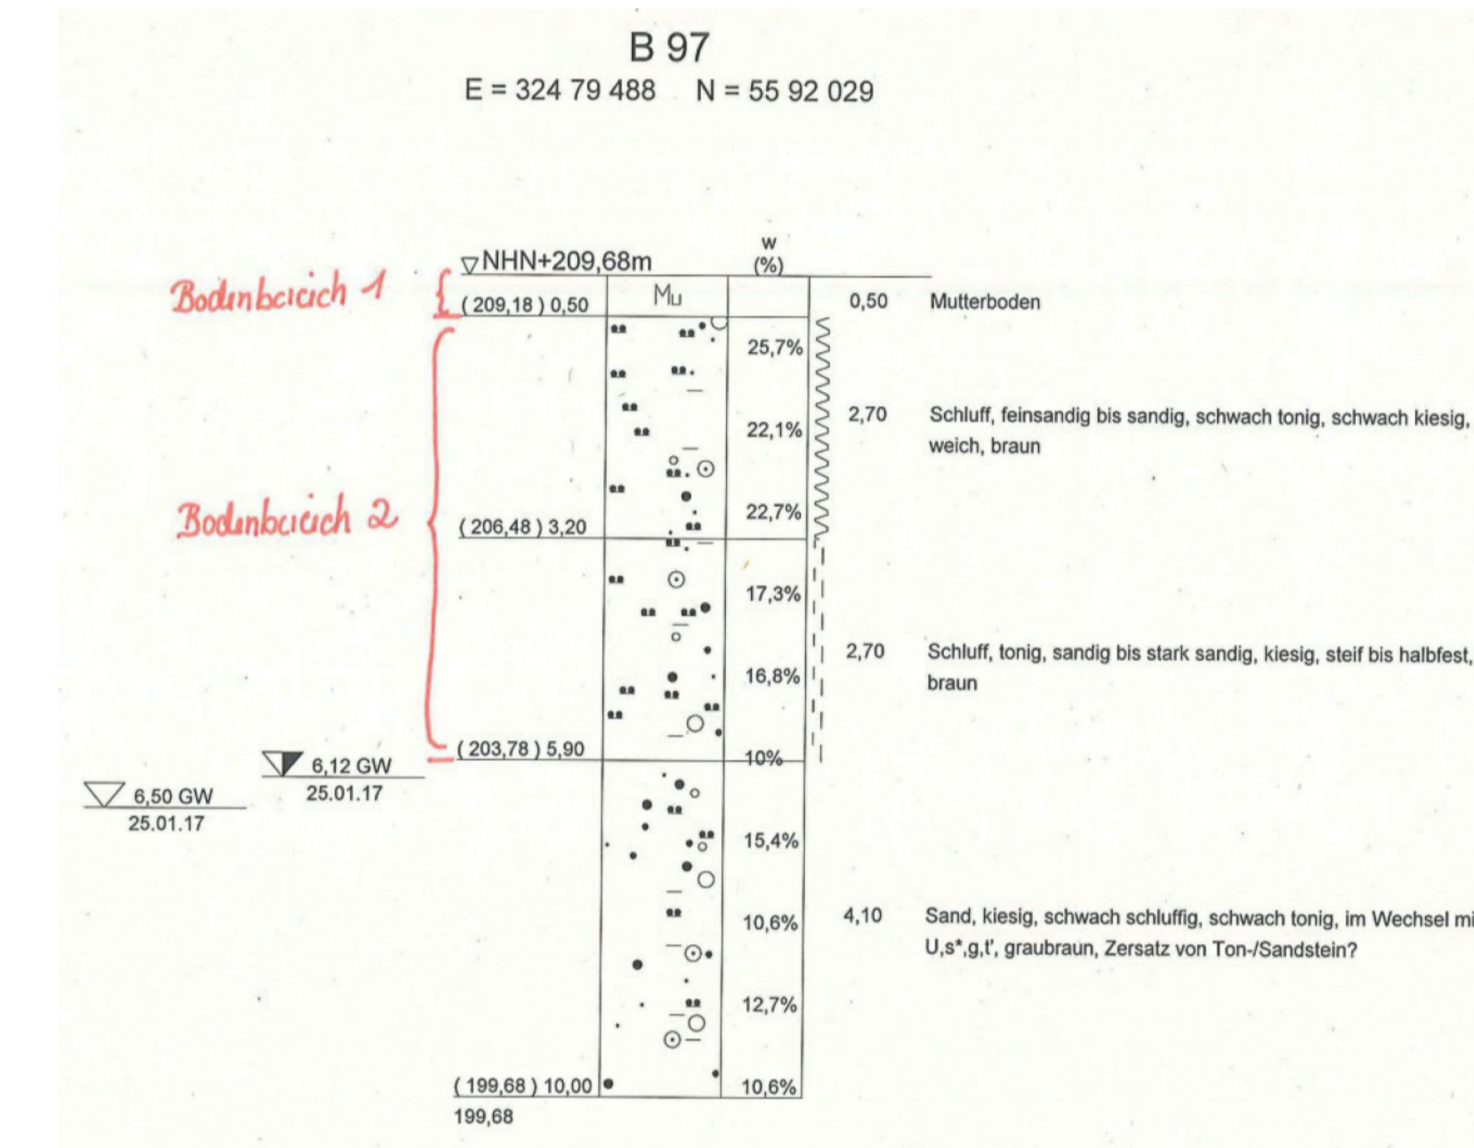 B 97
E = 324 79 488 N = 55 92 029
w
(%)
NHN+209,68m
Bodenbereich 1
(209,18) 0,50
Mu
0,50 Mutterboden
25,7%
2,70 Schluff, feinsandig bis sandig, schwach tonig, schwach kiesig,
weich, braun
22,1%
Bodenbereich 2
22,7%
(206,48) 3,20
17,3%
2,70 Schluff, tonig, sandig bis stark sandig, kiesig, steif bis halbfest,
braun
16,8%
(203,78) 5,90
10%
6,12 GW
25.01.17
6,50 GW
25.01.17
15,4%
4,10 Sand, kiesig, schwach schluffig, schwach tonig, im Wechsel mi
U,s*,g,t', graubraun, Zersatz von Ton-/Sandstein?
10,6%
12,7%
(199,68) 10,00
10,6%
199,68